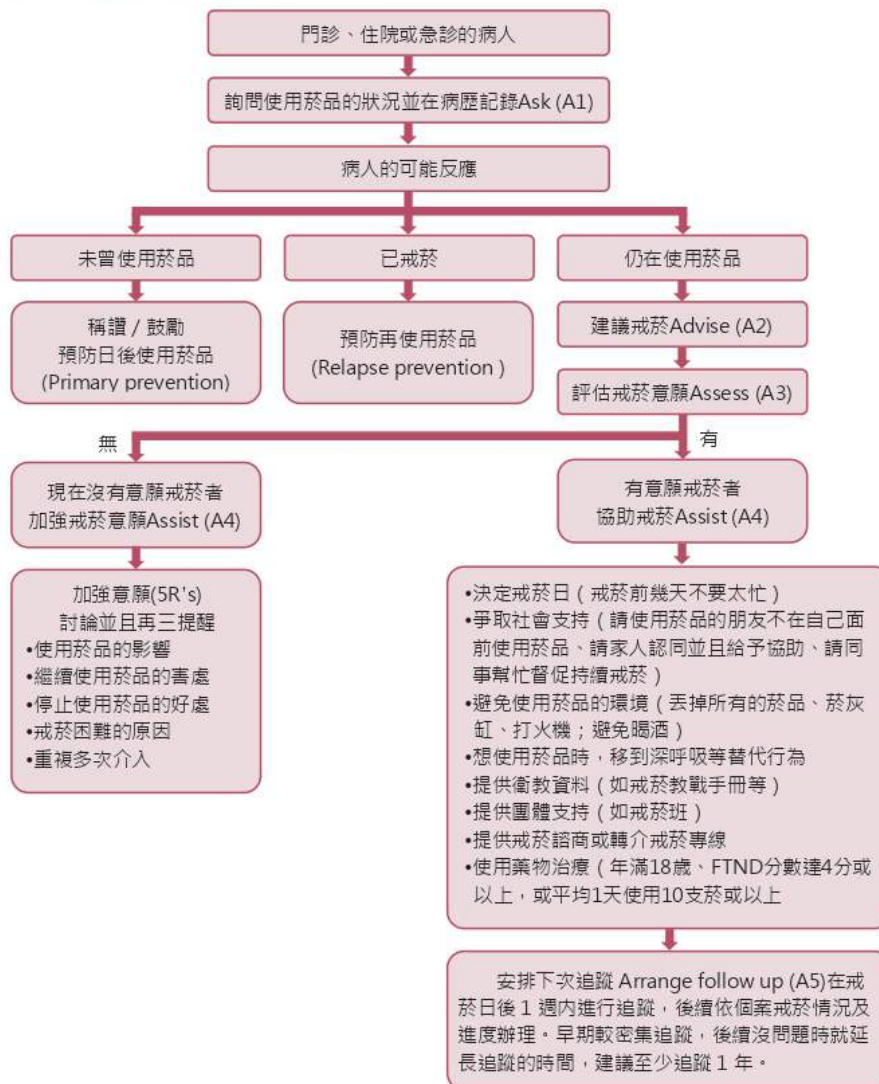 門診、住院或急診的病人
詢問使用菸品的狀況並在病歷記錄Ask (A1)
病人的可能反應
未曾使用菸品
已戒菸
仍在使用菸品
稱讚 / 鼓勵
預防日後使用菸品
(Primary prevention)
預防再使用菸品
(Relapse prevention )
建議戒菸Advise (A2)
評估戒菸意願Assess (A3)
無
有
現在沒有意願戒菸者
加強戒菸意願Assist (A4)
有意願戒菸者
協助戒菸Assist (A4)
加強意願(5R's)
討論並且再三提醒
•使用菸品的影響
•繼續使用菸品的害處
•停止使用菸品的好處
•戒菸困難的原因
•重複多次介入
•決定戒菸日（戒菸前幾天不要太忙）
•爭取社會支持（請使用菸品的朋友不在自己面
前使用菸品、請家人認同並且給予協助、請同
事幫忙督促持續戒菸）
•避免使用菸品的環境（丟掉所有的菸品、菸灰
缸、打火機；避免喝酒）
•想使用菸品時，移到深呼吸等替代行為
•提供衛教資料（如戒菸教戰手冊等）
•提供團體支持（如戒菸班）
•提供戒菸諮商或轉介戒菸專線
•使用藥物治療（年滿18歲、FTND分數達4分或
以上，或平均1天使用10支菸或以上
安排下次追蹤 Arrange follow up (A5)在戒
菸日後 1 週內進行追蹤，後續依個案戒菸情況及
進度辦理。早期較密集追蹤，後續沒問題時就延
長追蹤的時間，建議至少追蹤 1 年。